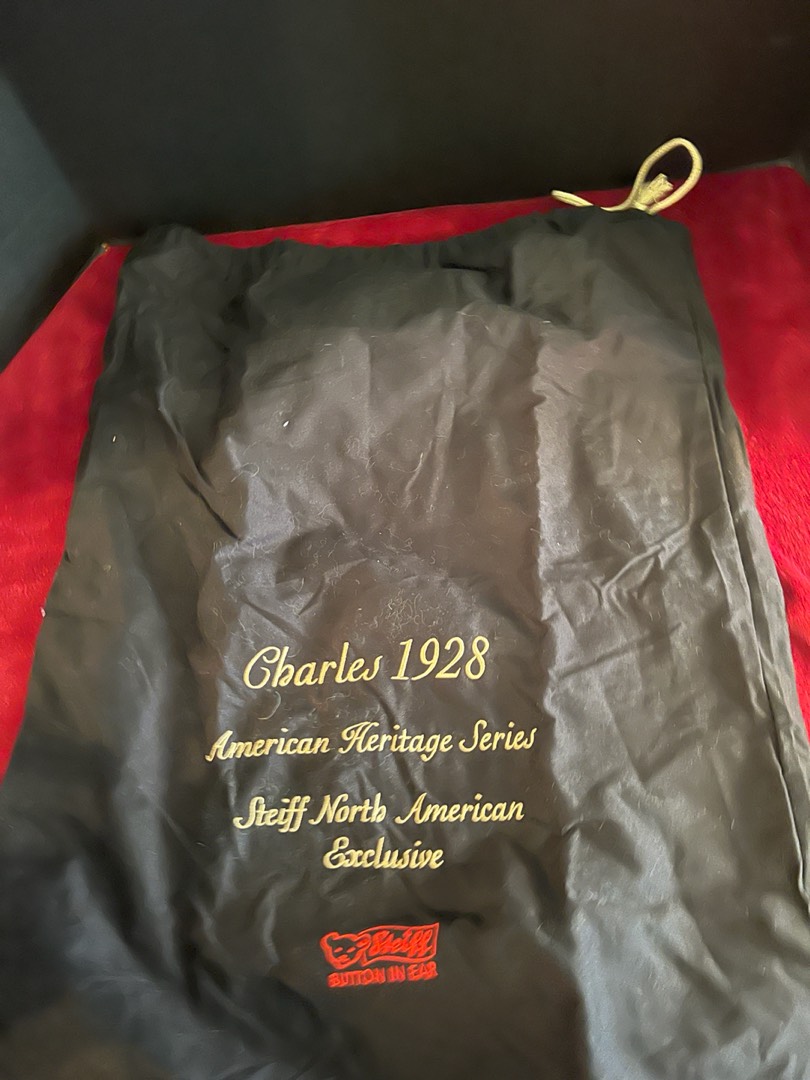 Charles 1928
American Heritage Series
Steiff North American
Exclusive
Steiff
BUTTON IN EAR